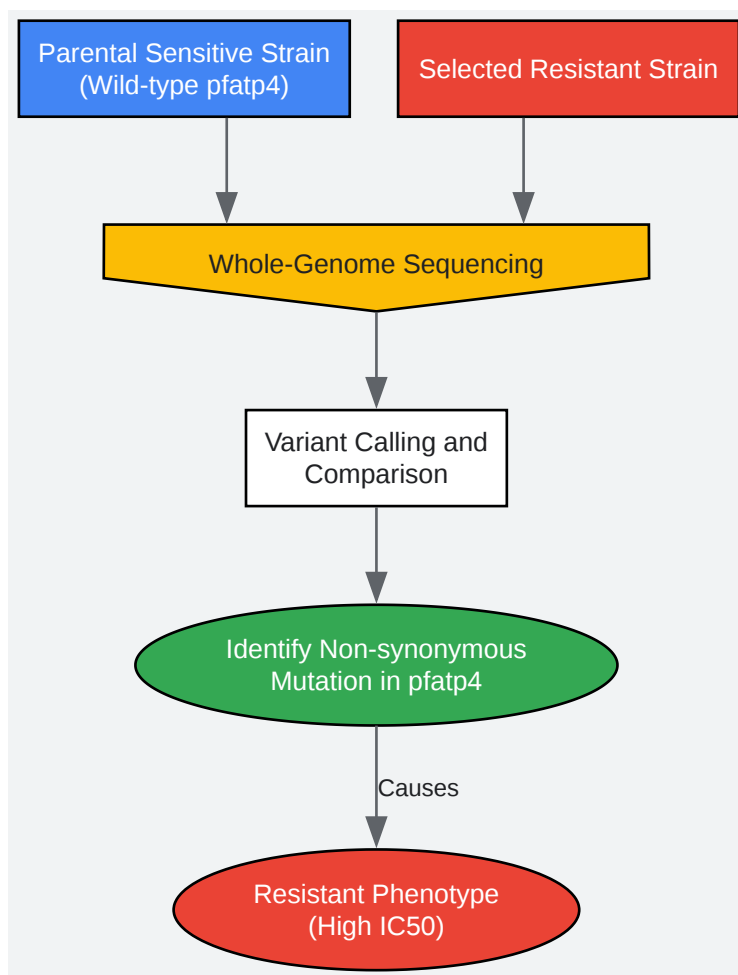 Parental Sensitive Strain
(Wild-type pfatp4)
Selected Resistant Strain
Whole-Genome Sequencing
Variant Calling and
Comparison
Identify Non-synonymous
Mutation in pfatp4
Causes
Resistant Phenotype
(High IC50)